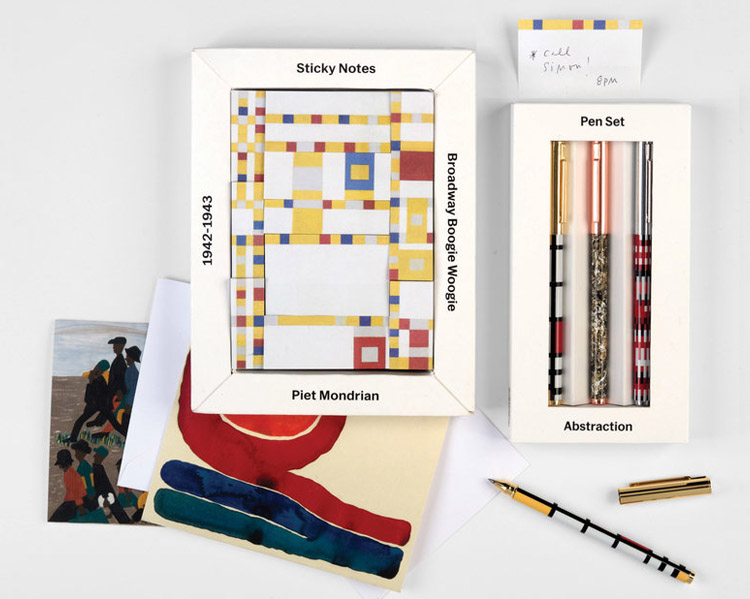 * call
Simon!
8pm
Sticky Notes
1942-1943
Broadway Boogie Woogie
Piet Mondrian
Pen Set
Abstraction